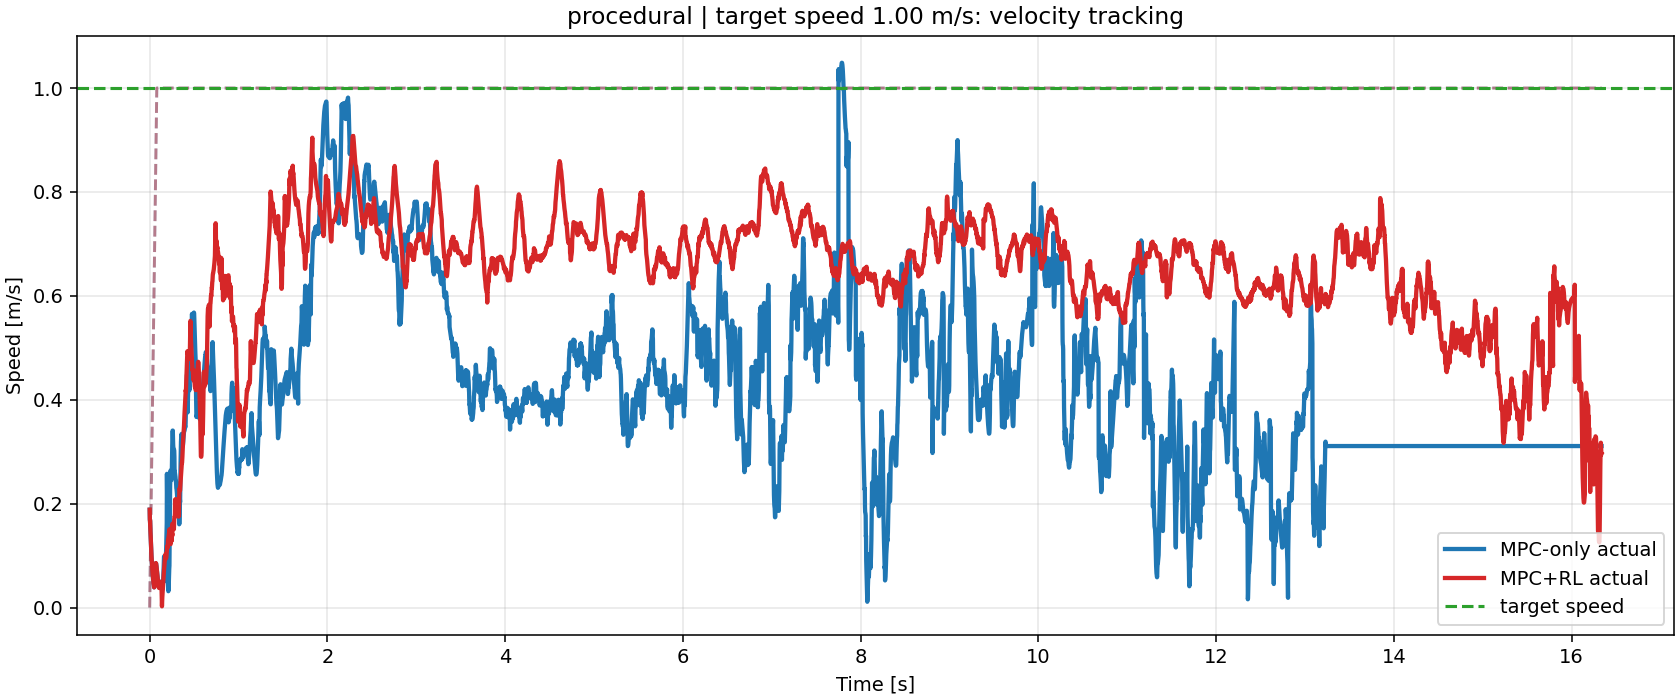 procedural | target speed 1.00 m/s: velocity tracking
Speed [m/s]
1.0
0.8
0.6
0.4
0.2
0.0
0 2 4 6 8 10 12 14 16
Time [s]
MPC-only actual
MPC+RL actual
target speed